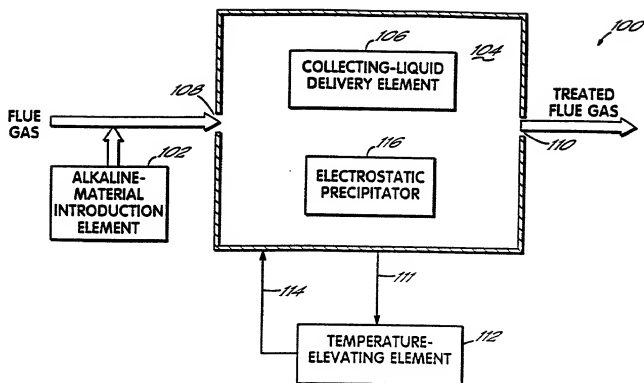 100
106
104
COLLECTING-LIQUID
DELIVERY ELEMENT
108
FLUE
GAS
TREATED
FLUE GAS
110
102
ALKALINE-
MATERIAL
INTRODUCTION
ELEMENT
116
ELECTROSTATIC
PRECIPITATOR
114
111
112
TEMPERATURE-
ELEVATING ELEMENT